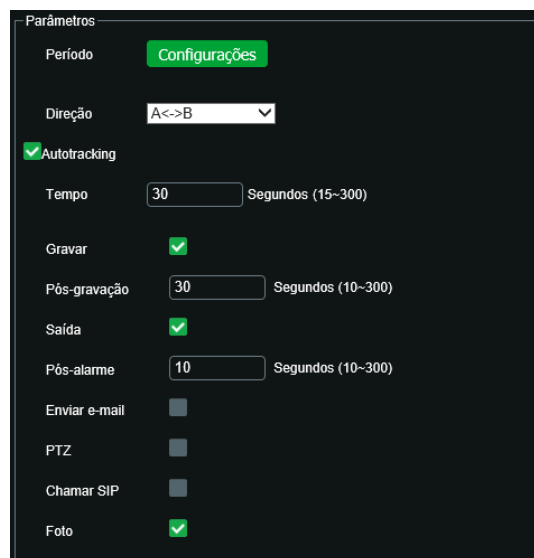 Parâmetros
Período Configurações
Direção A<->B
Autotracking
Tempo 30 Segundos (15~300)
Gravar
Pós-gravação 30 Segundos (10~300)
Saída
Pós-alarme 10 Segundos (10~300)
Enviar e-mail
PTZ
Chamar SIP
Foto